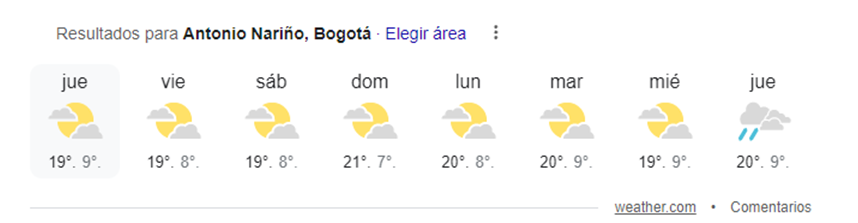 Resultados para Antonio Nariño, Bogotá · Elegir área
jue vie sáb dom lun mar mié jue
19°. 9°. 19°. 8°. 19°. 8°. 21°. 7°. 20°. 8°. 20°. 9°. 19°. 9°. 20°. 9°.
weather.com • Comentarios